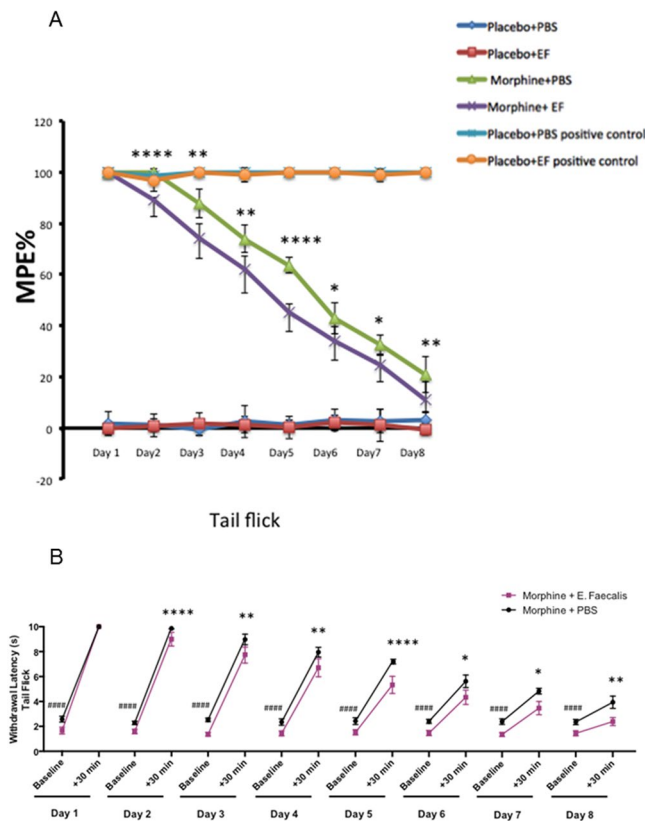 A
Placebo+PBS
Placebo+EF
Morphine+PBS
Morphine+ EF
Placebo+PBS positive control
Placebo+EF positive control
MPE%
120
100
80
60
40
20
0
-20
**** **
**
****
*
*
**
Day 1 Day2 Day3 Day4 Day5 Day6 Day7 Day8
Tail flick
B
Morphine + E. Faecalis
Morphine + PBS
Withdrawal Latency (s)
Tail Flick
10
8
6
4
2
0
**** ** ** **** * * **
#### #### #### #### #### #### #### ####
Baseline +30 min Baseline +30 min Baseline +30 min Baseline +30 min Baseline +30 min Baseline +30 min Baseline +30 min Baseline +30 min
Day 1 Day 2 Day 3 Day 4 Day 5 Day 6 Day 7 Day 8